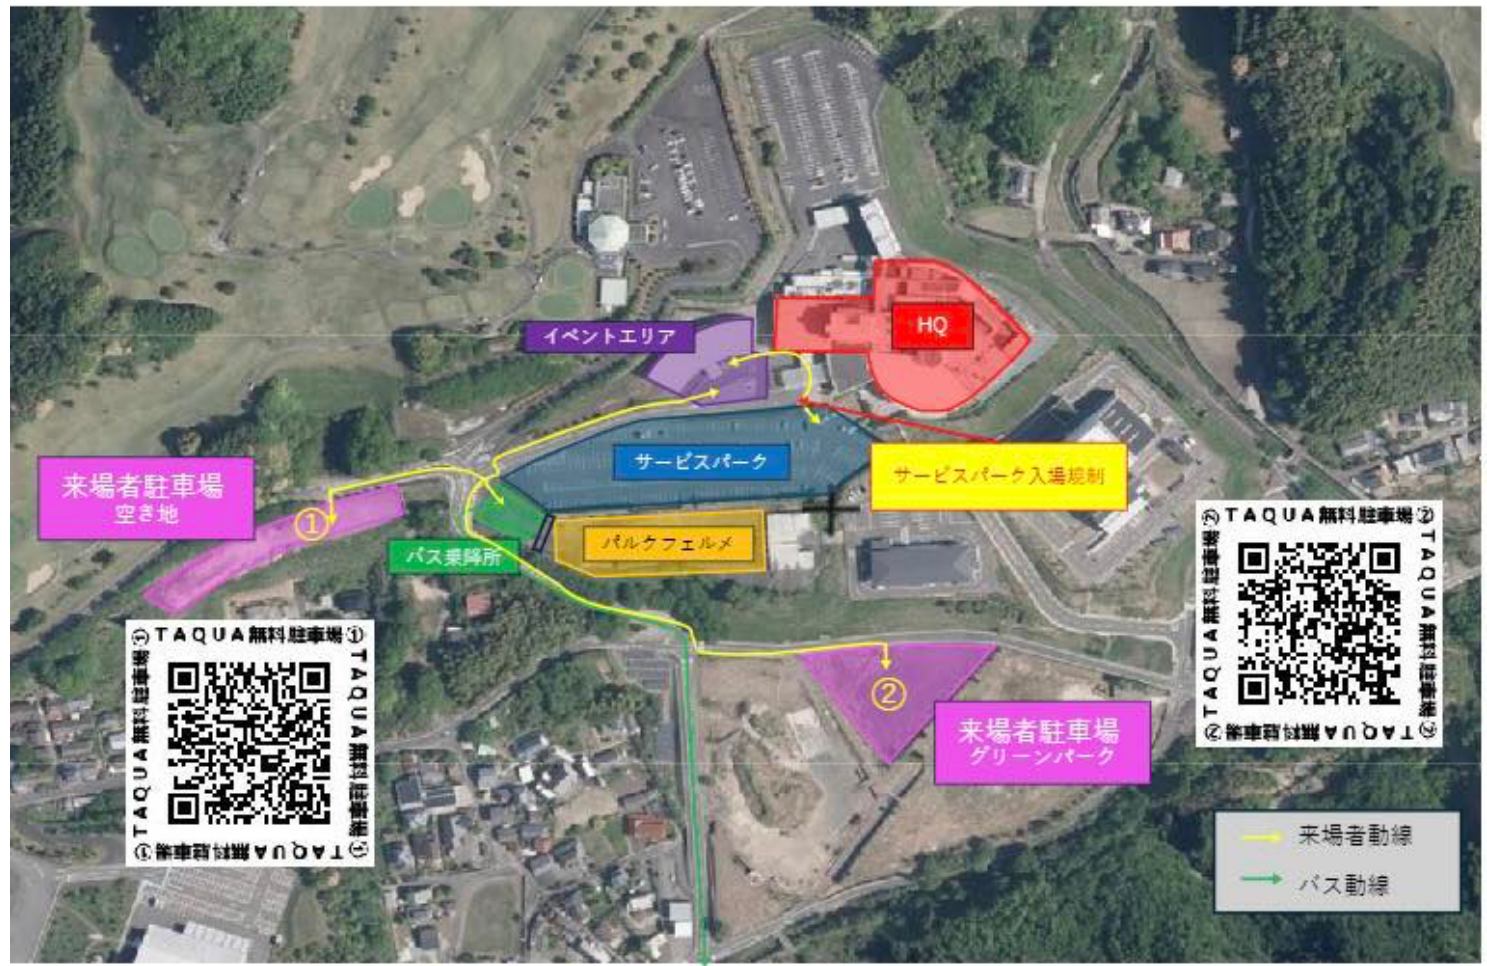 イベントエリア
HQ
サービスパーク
サービスパーク入場規制
来場者駐車場
空き地
①
バス乗降所
パルクフェルメ
②
来場者駐車場
グリーンパーク
①TAQUA無料駐車場①
TAQUA無料駐車場①
TAQUA無料駐車場①
TAQUA無料駐車場①
②TAQUA無料駐車場②
TAQUA無料駐車場②
TAQUA無料駐車場②
TAQUA無料駐車場②
来場者動線
バス動線